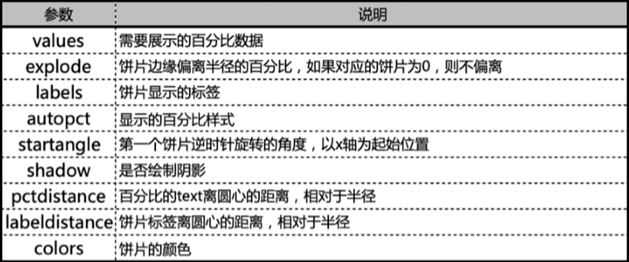 参数 说明
values 需要展示的百分比数据
explode 饼片边缘偏离半径的百分比，如果对应的饼片为0，则不偏离
labels 饼片显示的标签
autopct 显示的百分比样式
startangle 第一个饼片逆时针旋转的角度，以x轴为起始位置
shadow 是否绘制阴影
pctdistance 百分比的text离圆心的距离，相对于半径
labeldistance 饼片标签离圆心的距离，相对于半径
colors 饼片的颜色